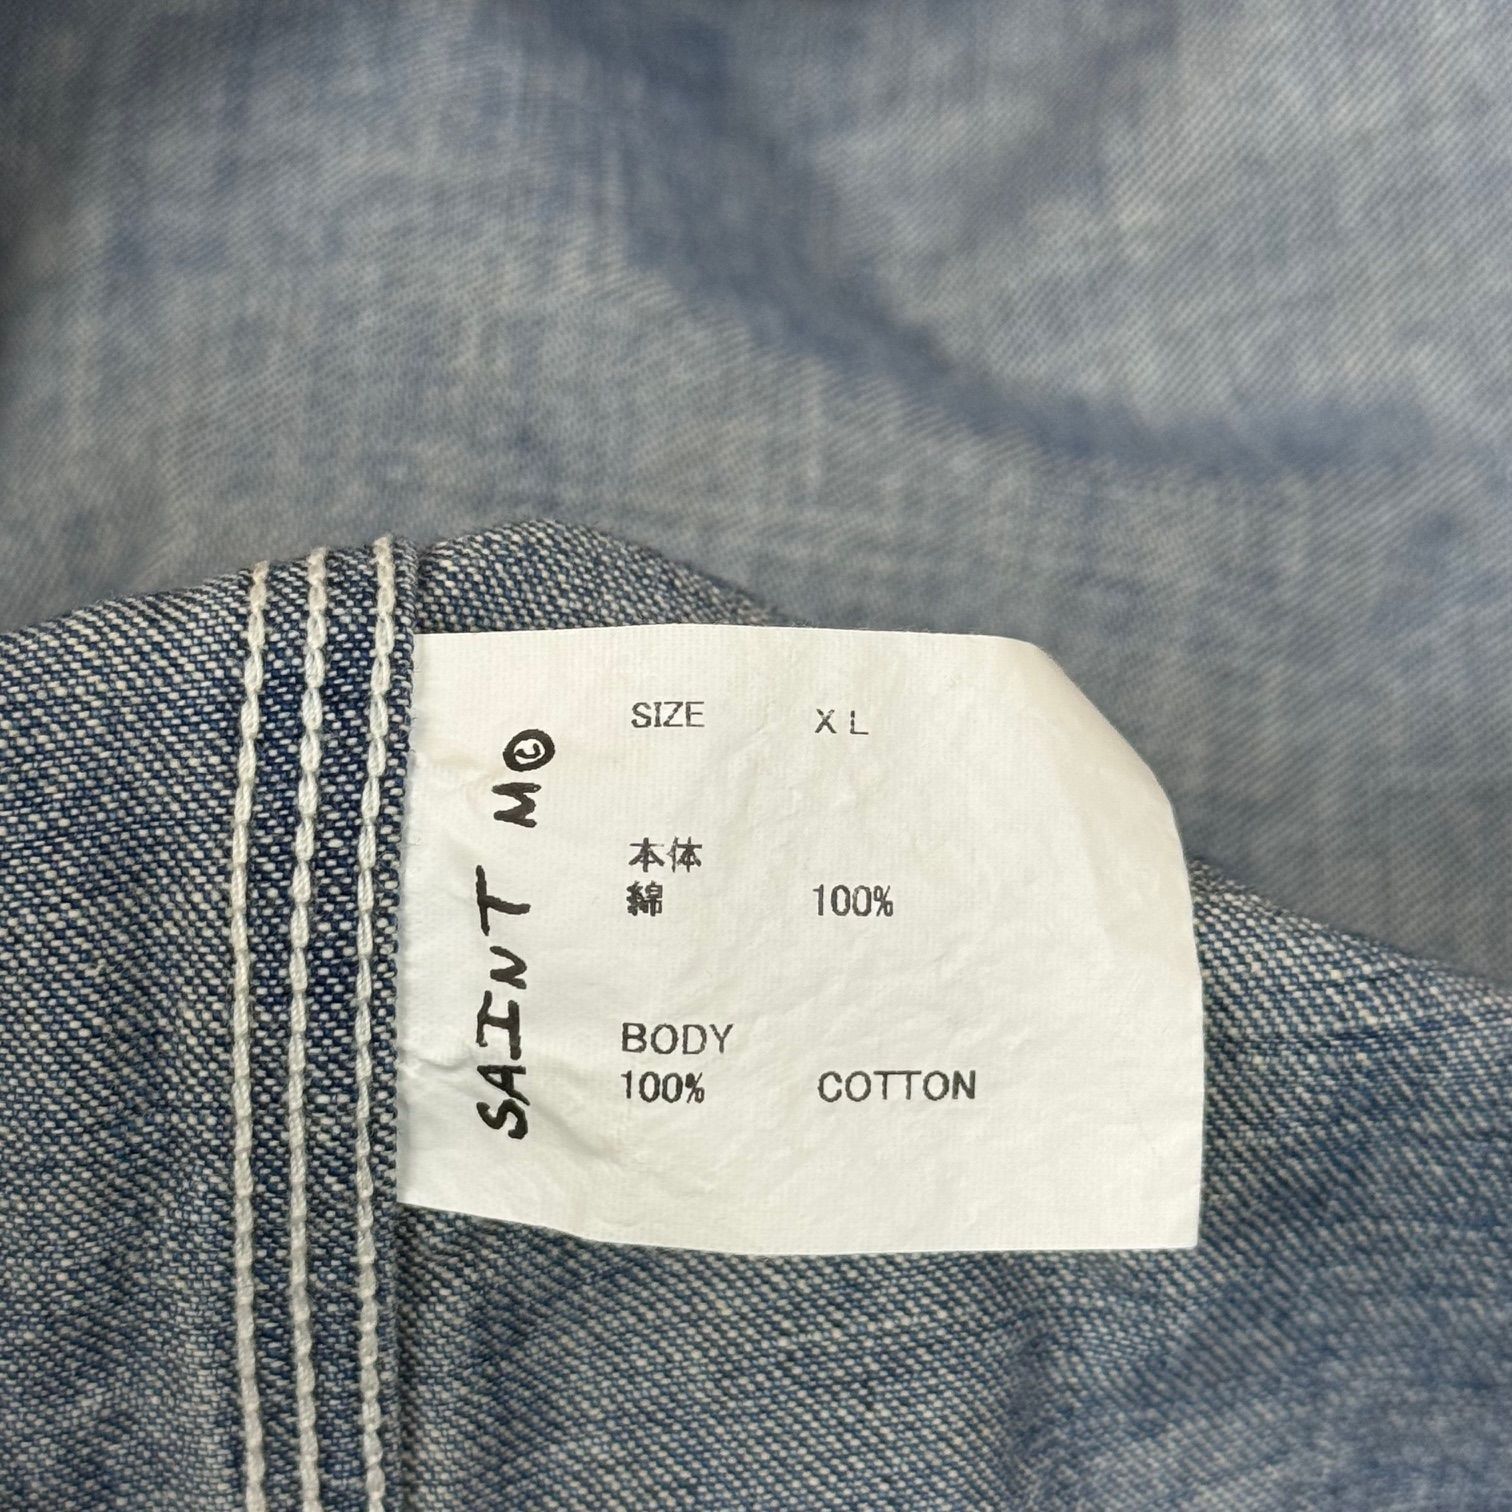 SAINT M©
SIZE XL
本体
綿 100%
BODY
100% COTTON